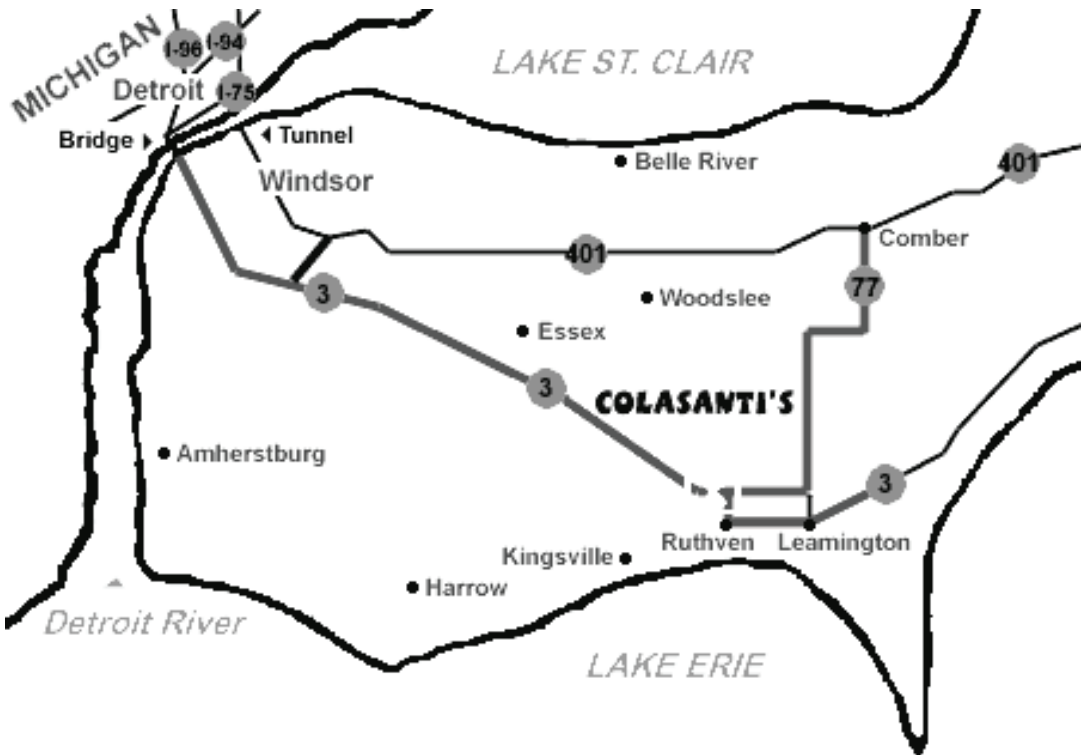 MICHIGAN
I-96
I-94
LAKE ST. CLAIR
Detroit
I-75
Bridge
Tunnel
Belle River
401
Windsor
Comber
401
77
3
Woodslee
Essex
3
COLASANTI'S
Amherstburg
3
Ruthven
Leamington
Kingsville
Harrow
Detroit River
LAKE ERIE